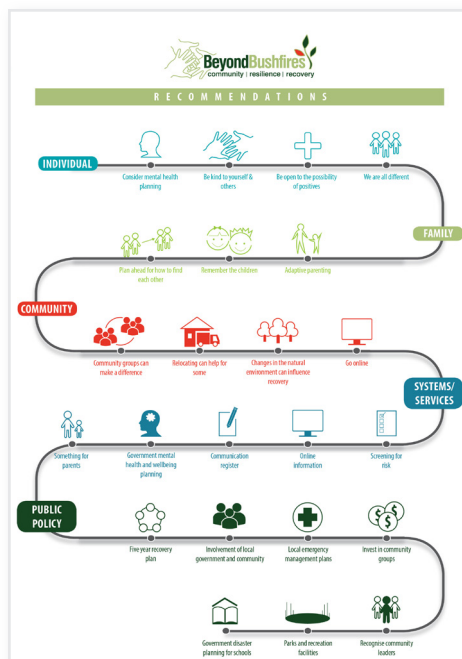 BeyondBushfires
community | resilience | recovery
RECOMMENDATIONS
INDIVIDUAL
Consider mental health
planning
Be kind to yourself &
others
Be open to the possibility
of positives
We are all different
FAMILY
Plan ahead for how to find
each other
Remember the children
Adaptive parenting
COMMUNITY
Community groups can
make a difference
Relocating can help for
some
Changes in the natural
environment can influence
recovery
Go online
SYSTEMS/
SERVICES
Something for
parents
Government mental
health and wellbeing
planning
Communication
register
Online
information
Screening for
risk
PUBLIC
POLICY
Five year recovery
plan
Involvement of local
government and community
Local emergency
management plans
Invest in community
groups
$
$
$
Government disaster
planning for schools
Parks and recreation
facilities
Recognise community
leaders